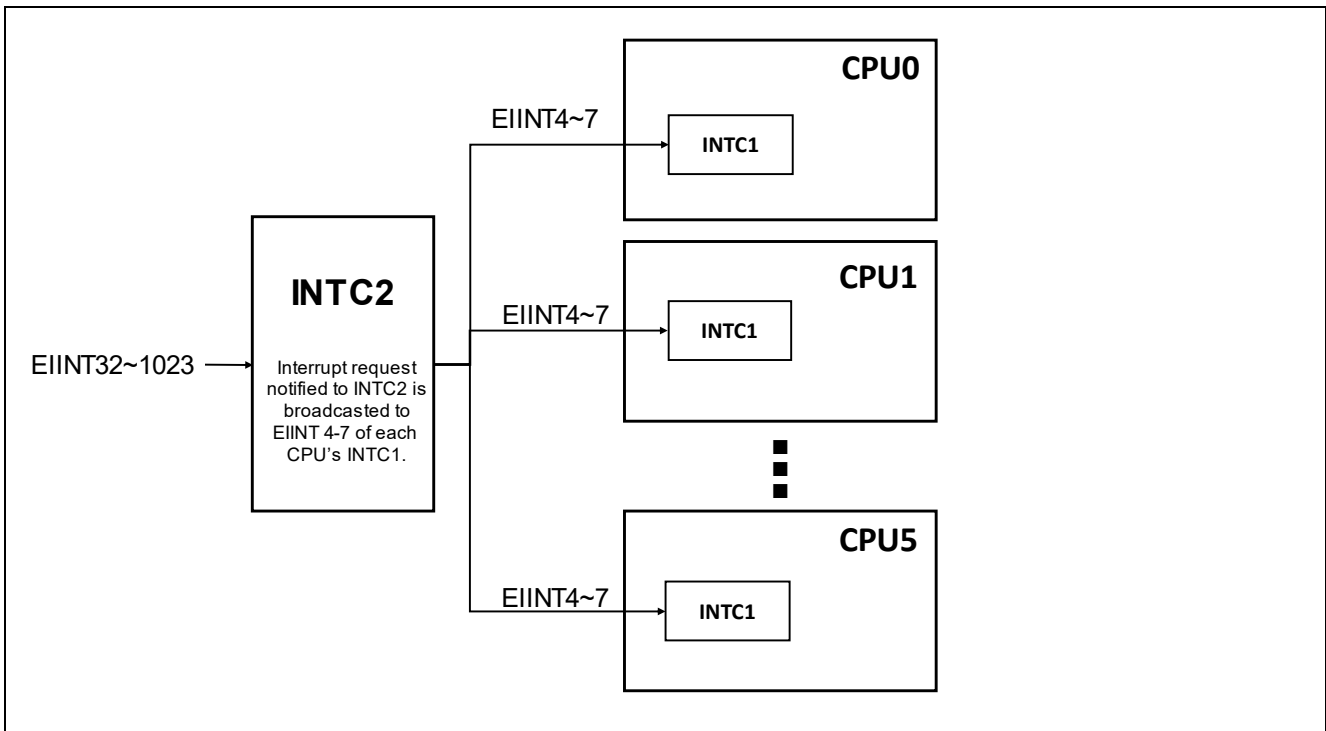 CPU0
EIINT4~7
INTC1
CPU1
EIINT4~7
INTC1
INTC2
EIINT32~1023
Interrupt request
notified to INTC2 is
broadcasted to
EIINT 4-7 of each
CPU's INTC1.
CPU5
EIINT4~7
INTC1